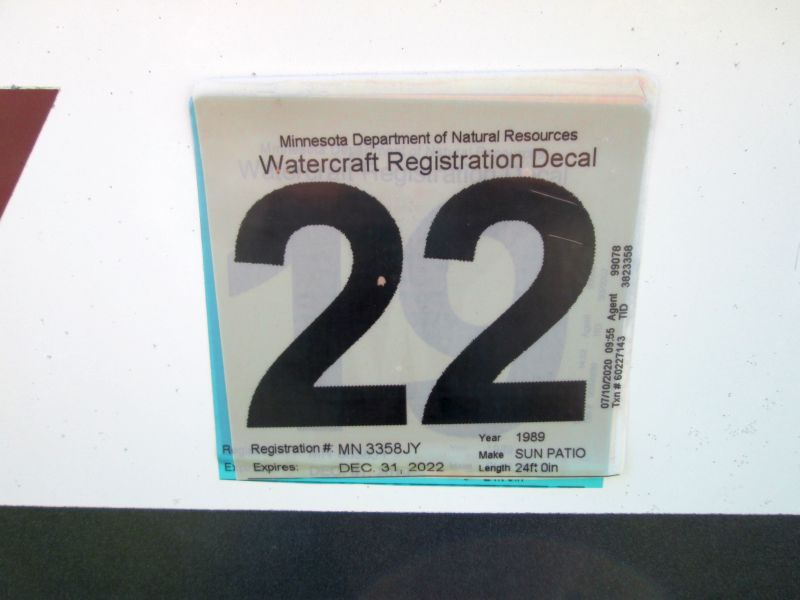 Minnesota Department of Natural Resources
Watercraft Registration Decal
22
07/10/2020 09:55 Agent 99078
Txn # 60227143 TID 3823358
Registration #: MN 3358JY
Expires: DEC. 31, 2022
Year 1989
Make SUN PATIO
Length 24ft 0in
19